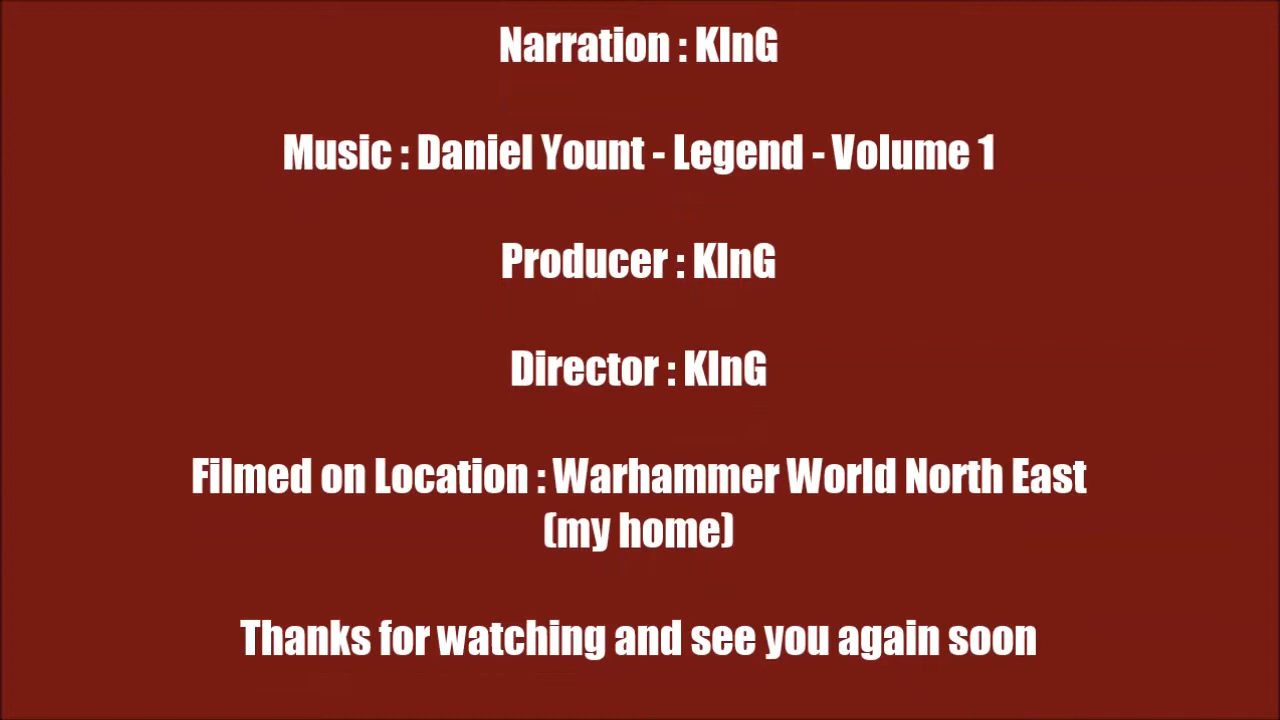 Narration : KInG
Music : Daniel Yount - Legend - Volume 1
Producer : KInG
Director : KInG
Filmed on Location : Warhammer World North East
(my home)
Thanks for watching and see you again soon